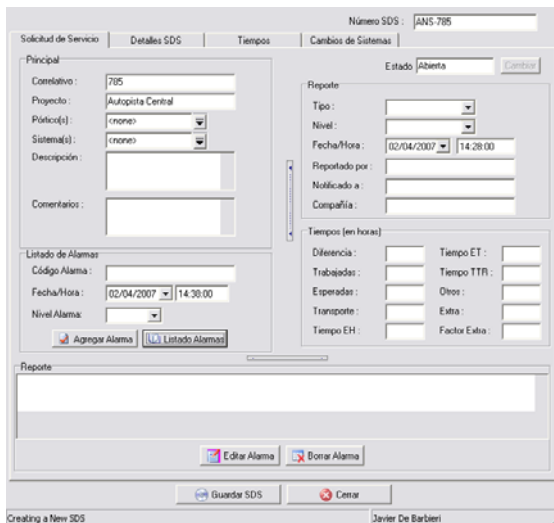 Número SDS : ANS-785
Solicitud de Servicio Detalles SDS Tiempos Cambios de Sistemas
Principal
Correlativo : 785
Proyecto : Autopista Central
Pórtico(s) : <none>
Sistema(s) : <none>
Descripción :
Comentarios :
Listado de Alarmas
Código Alarma :
Fecha/Hora : 02/04/2007 14:38:00
Nivel Alarma:
Agregar Alarma Listado Alarmas
Estado Abierta Cambiar
Reporte
Tipo :
Nivel :
Fecha/Hora : 02/04/2007 14:28:00
Reportado por :
Notificado a :
Compañía :
Tiempos (en horas)
Diferencia : Tiempo ET :
Trabajadas : Tiempo TTR :
Esperadas : Otros :
Transporte : Extra :
Tiempo EH : Factor Extra :
Reporte
Editar Alarma Borrar Alarma
Guardar SDS Cerrar
Creating a New SDS Javier De Barbieri